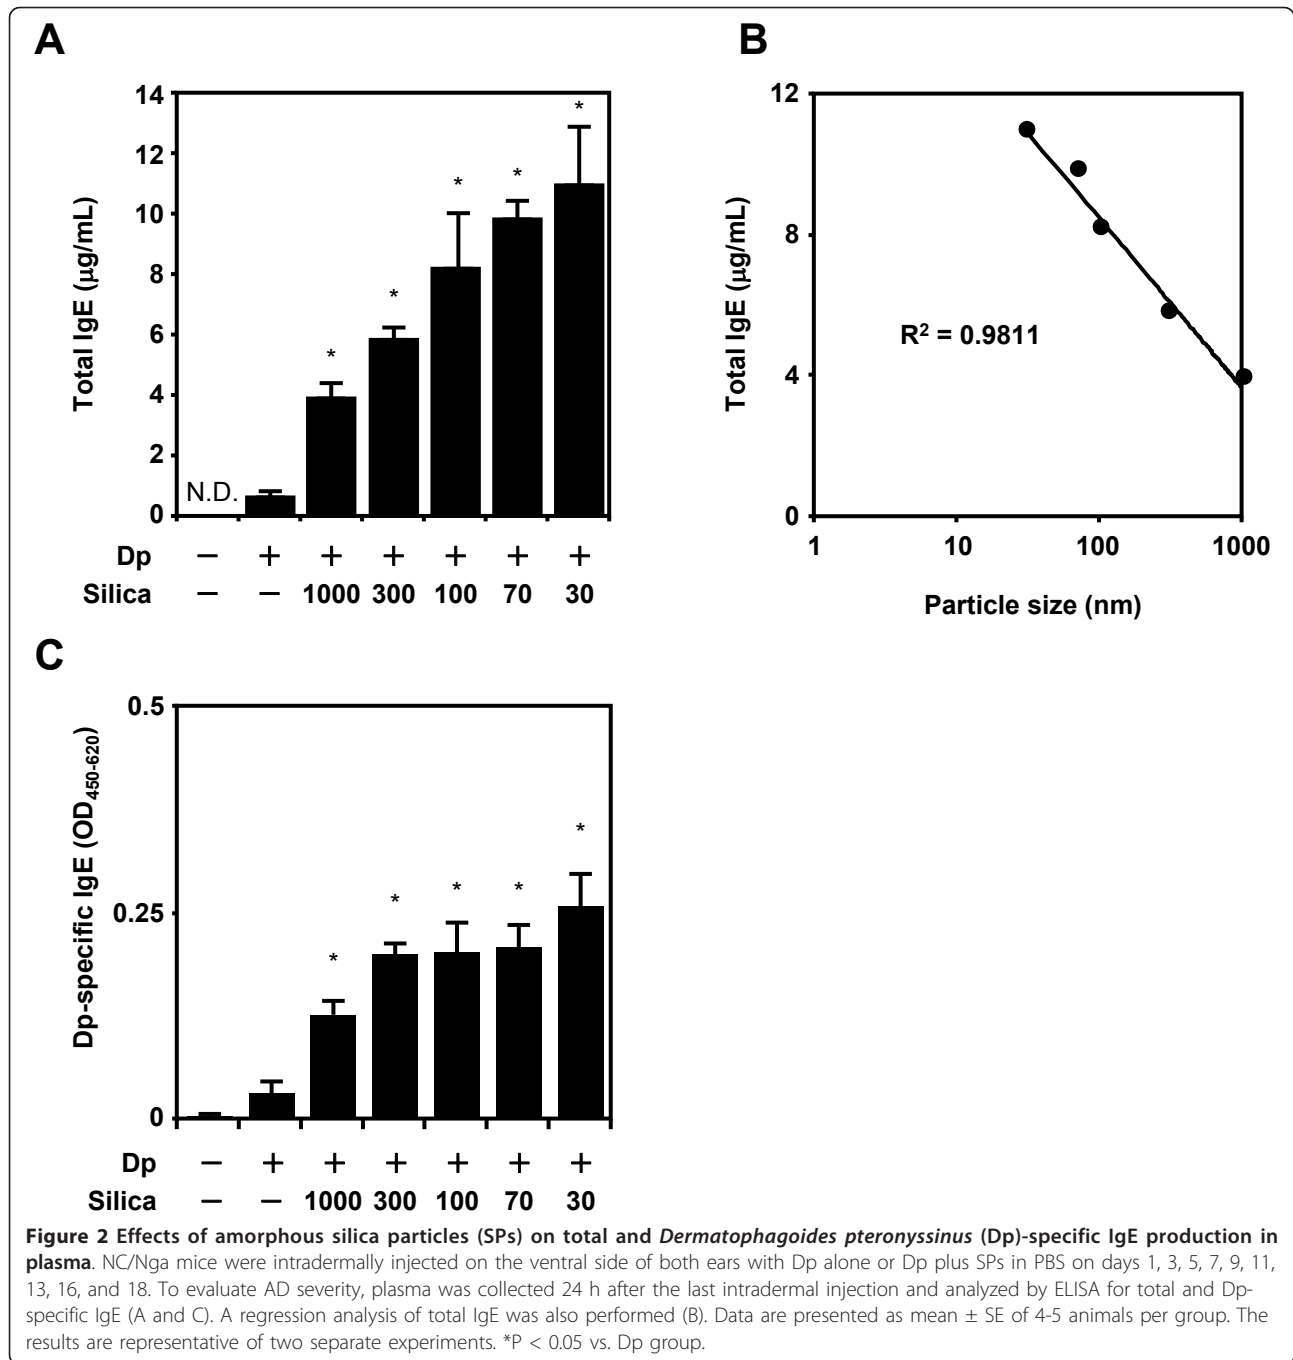 A
Total IgE (μg/mL)
14
12
10
8
6
4
2
0
N.D.
* * * * *
Dp − + + + + + +
Silica − − 1000 300 100 70 30
B
Total IgE (μg/mL)
12
8
4
0
R² = 0.9811
1 10 100 1000
Particle size (nm)
C
Dp-specific IgE (OD450-620)
0.5
0.25
0
* * * * *
Dp − + + + + + +
Silica − − 1000 300 100 70 30
Figure 2 Effects of amorphous silica particles (SPs) on total and Dermatophagoides pteronyssinus (Dp)-specific IgE production in
plasma. NC/Nga mice were intradermally injected on the ventral side of both ears with Dp alone or Dp plus SPs in PBS on days 1, 3, 5, 7, 9, 11,
13, 16, and 18. To evaluate AD severity, plasma was collected 24 h after the last intradermal injection and analyzed by ELISA for total and Dp-
specific IgE (A and C). A regression analysis of total IgE was also performed (B). Data are presented as mean ± SE of 4-5 animals per group. The
results are representative of two separate experiments. *P < 0.05 vs. Dp group.